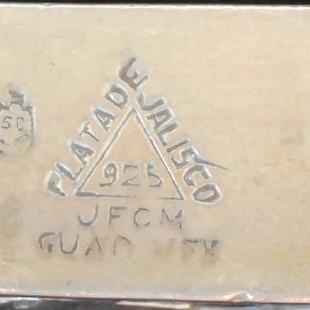 PLATA DE JALISCO
925
JFCM
GUAD MEX